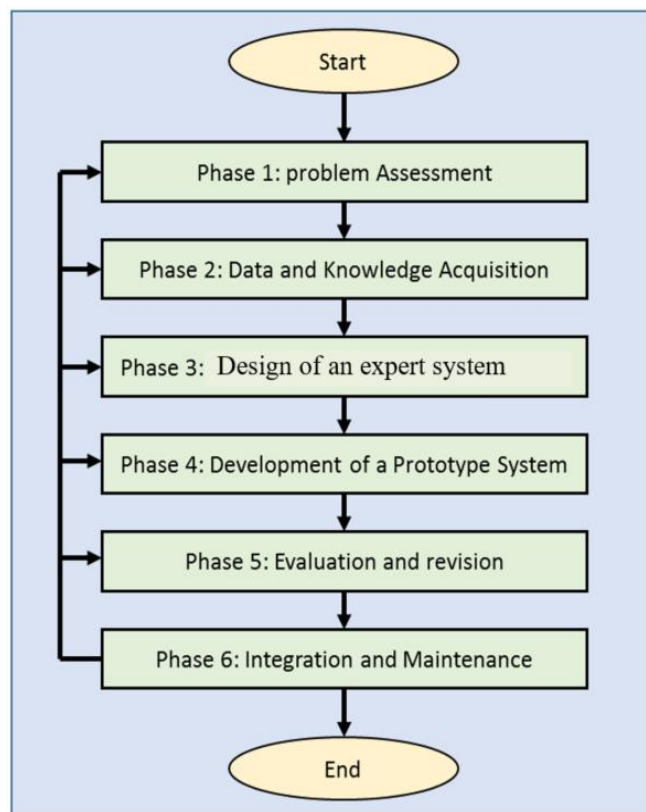 Start
Phase 1: problem Assessment
Phase 2: Data and Knowledge Acquisition
Phase 3: Design of an expert system
Phase 4: Development of a Prototype System
Phase 5: Evaluation and revision
Phase 6: Integration and Maintenance
End